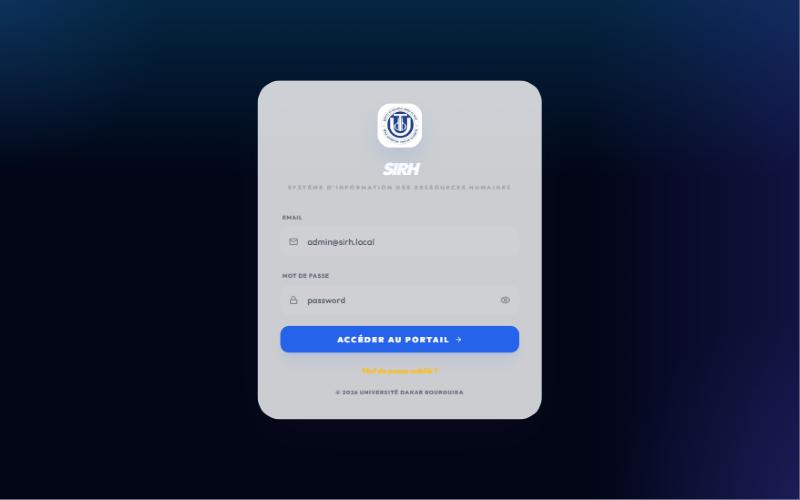 SIRH
SYSTÈME D'INFORMATION DES RESSOURCES HUMAINES
EMAIL
admin@sirh.local
MOT DE PASSE
password
ACCÉDER AU PORTAIL →
Mot de passe oublié ?
© 2026 UNIVERSITÉ DAKAR BOURGUIBA